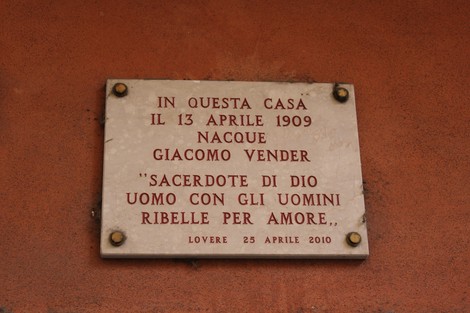 IN QUESTA CASA
IL 13 APRILE 1909
NACQUE
GIACOMO VENDER
"SACERDOTE DI DIO
UOMO CON GLI UOMINI
RIBELLE PER AMORE„
LOVERE 25 APRILE 2010